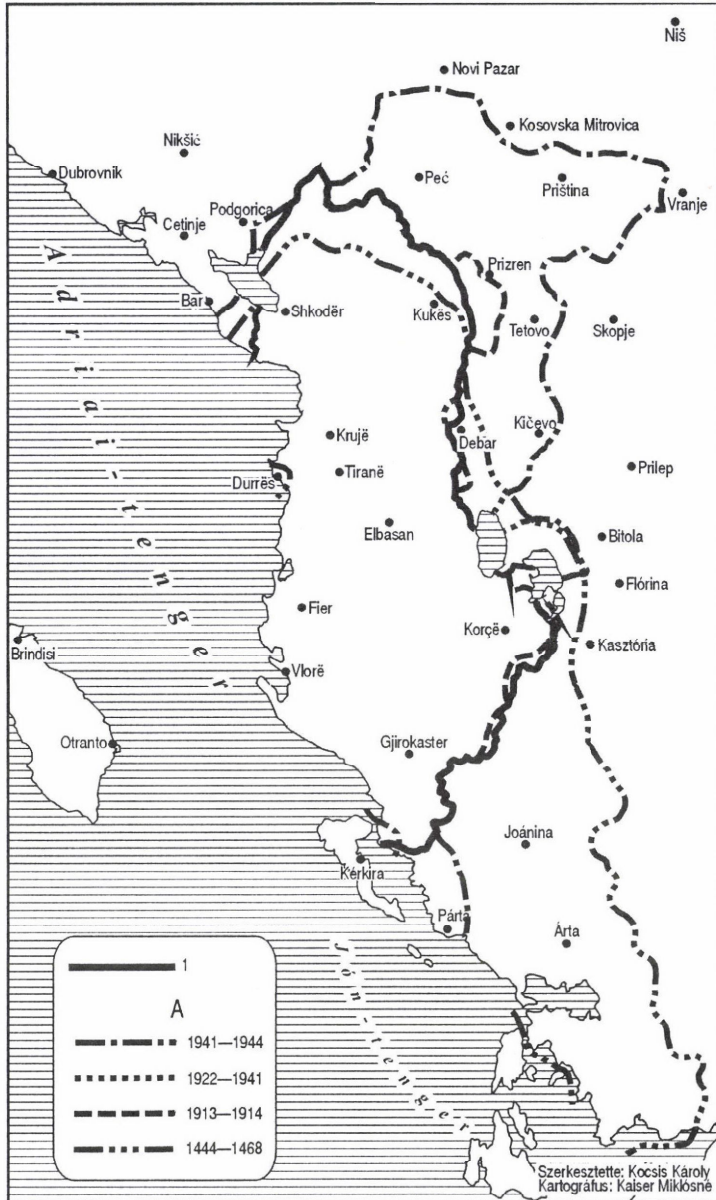 Niš
Novi Pazar
Kosovska Mitrovica
Nikšić
Dubrovnik
Peć
Priština
Vranje
Podgorica
Cetinje
Prizren
Bar
Shkodër
Kukës
Tetovo
Skopje
Adriai-tenger
Krujë
Debar
Kičevo
Tiranë
Prilep
Durrës
Elbasan
Bitola
Flórina
Fier
Korçë
Kasztória
Brindisi
Vlorë
Otranto
Gjirokaster
Joánina
Kérkira
Párta
Árta
Jón-tenger
1
A
1941—1944
1922—1941
1913—1914
1444—1468
Szerkesztette: Kocsis Károly
Kartográfus: Kaiser Miklósné